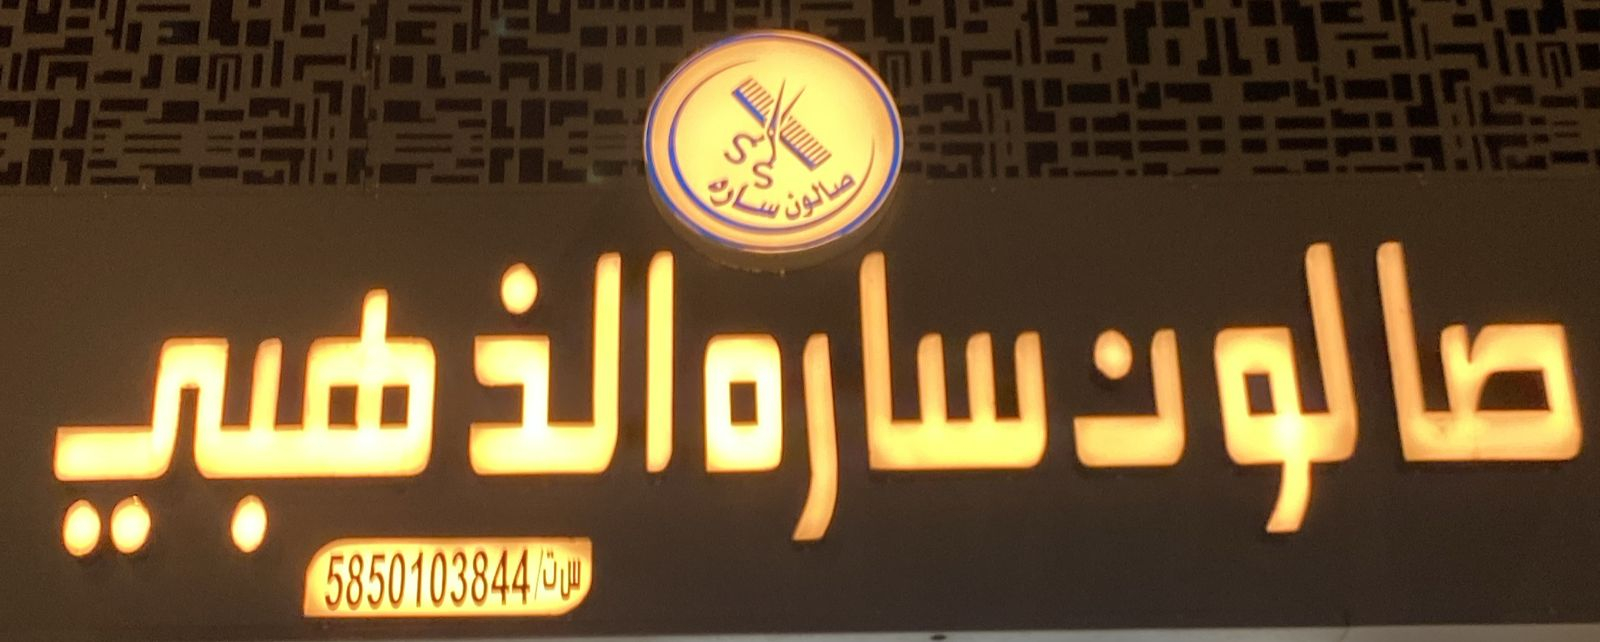 S
S
صالون ساره
صالون ساره الذهبي
س ت/ 5850103844